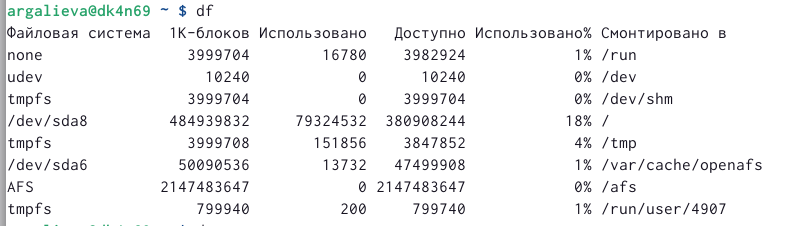 argalieva@dk4n69 ~ $ df
Файловая система 1K-блоков Использовано Доступно Использовано% Смонтировано в
none 3999704 16780 3982924 1% /run
udev 10240 0 10240 0% /dev
tmpfs 3999704 0 3999704 0% /dev/shm
/dev/sda8 484939832 79324532 380908244 18% /
tmpfs 3999708 151856 3847852 4% /tmp
/dev/sda6 50090536 13732 47499908 1% /var/cache/openafs
AFS 2147483647 0 2147483647 0% /afs
tmpfs 799940 200 799740 1% /run/user/4907